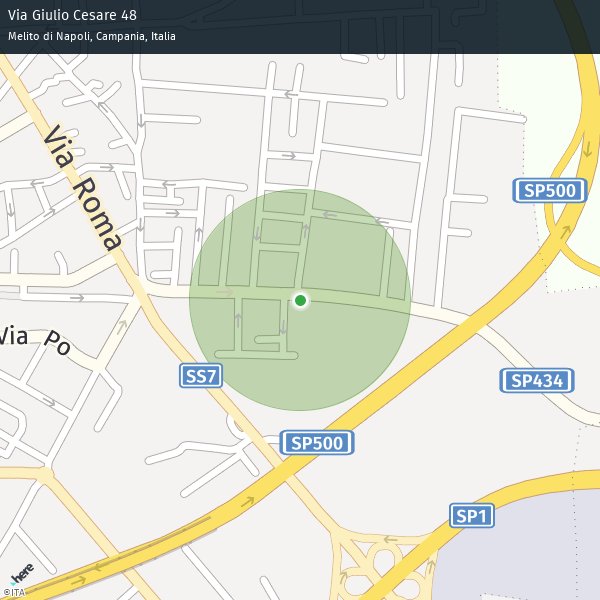 Via Giulio Cesare 48
Melito di Napoli, Campania, Italia
Via Roma
SP500
Via Po
SS7
SP434
SP500
SP1
here
©ITA